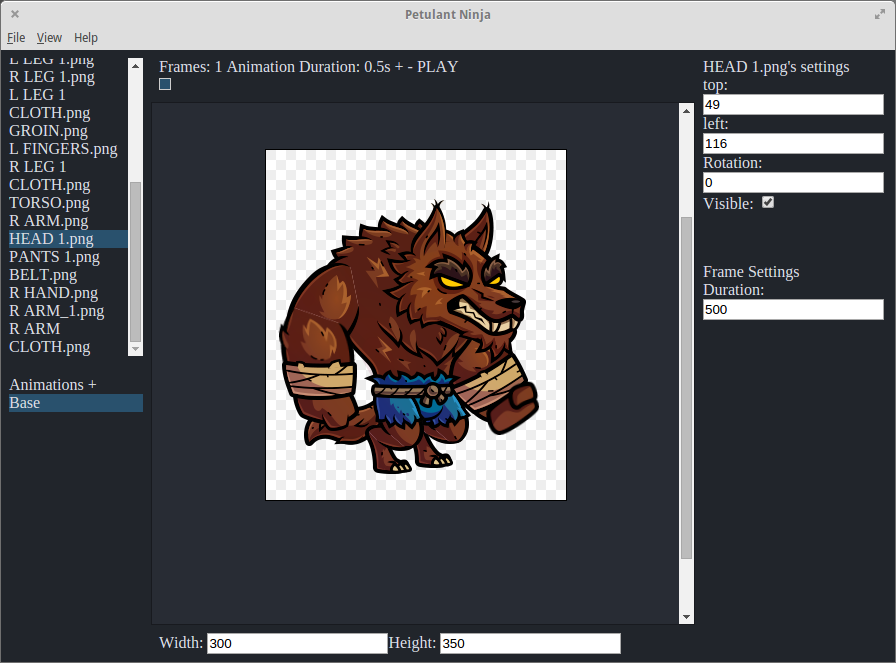 Petulant Ninja
File View Help
L LEG 1.png
R LEG 1.png
L LEG 1
CLOTH.png
GROIN.png
L FINGERS.png
R LEG 1
CLOTH.png
TORSO.png
R ARM.png
HEAD 1.png
PANTS 1.png
BELT.png
R HAND.png
R ARM_1.png
R ARM
CLOTH.png
Animations +
Base
Frames: 1 Animation Duration: 0.5s + - PLAY
Width: 300 Height: 350
HEAD 1.png's settings
top:
49
left:
116
Rotation:
0
Visible:
Frame Settings
Duration:
500